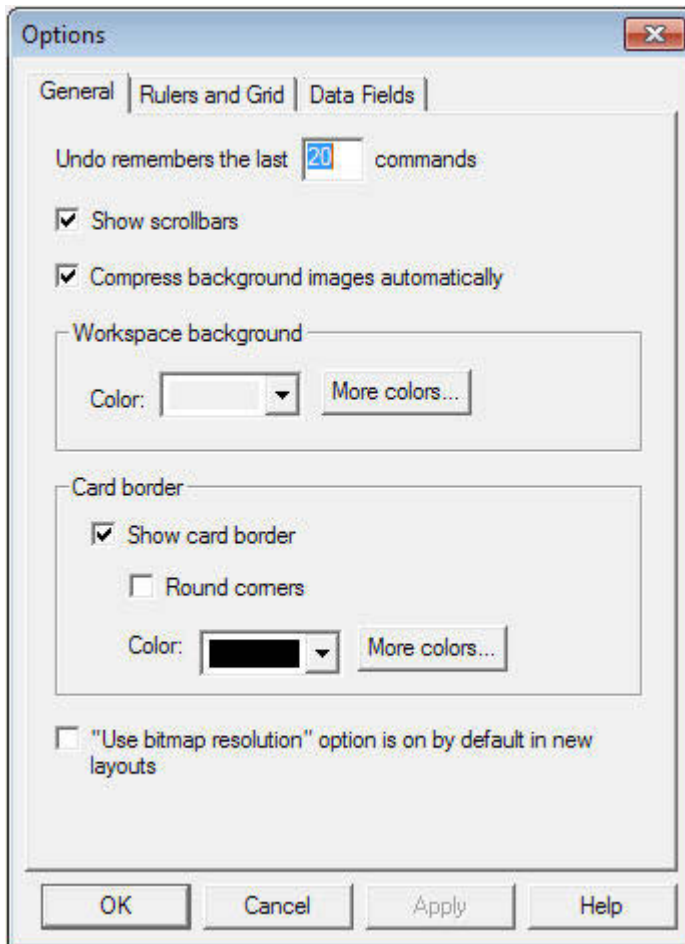 Options
General
Rulers and Grid
Data Fields
Undo remembers the last 20 commands
Show scrollbars
Compress background images automatically
Workspace background
Color:
More colors...
Card border
Show card border
Round corners
Color:
More colors...
"Use bitmap resolution" option is on by default in new
layouts
OK
Cancel
Apply
Help